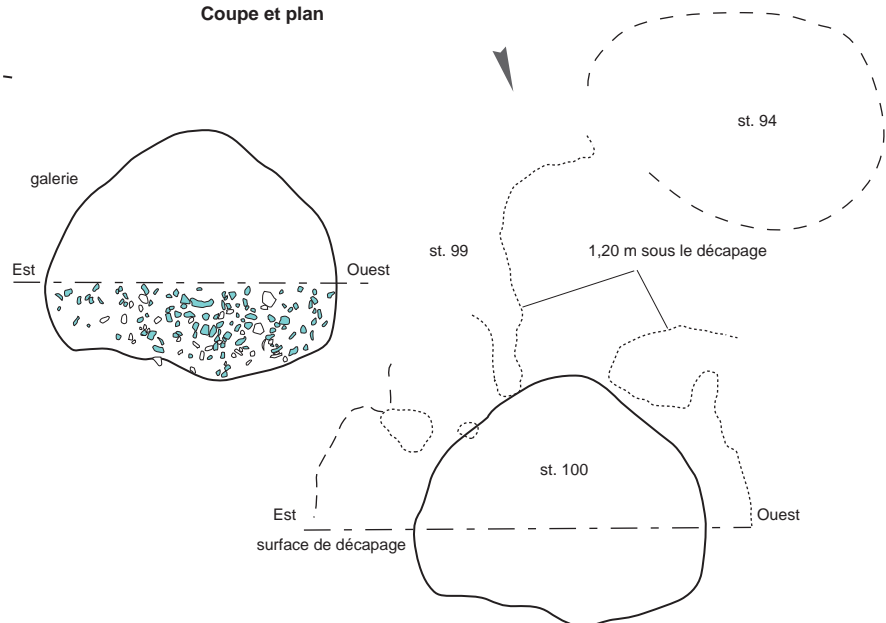 Coupe et plan
st. 94
galerie
st. 99
1,20 m sous le décapage
Est
Ouest
st. 100
Est
Ouest
surface de décapage